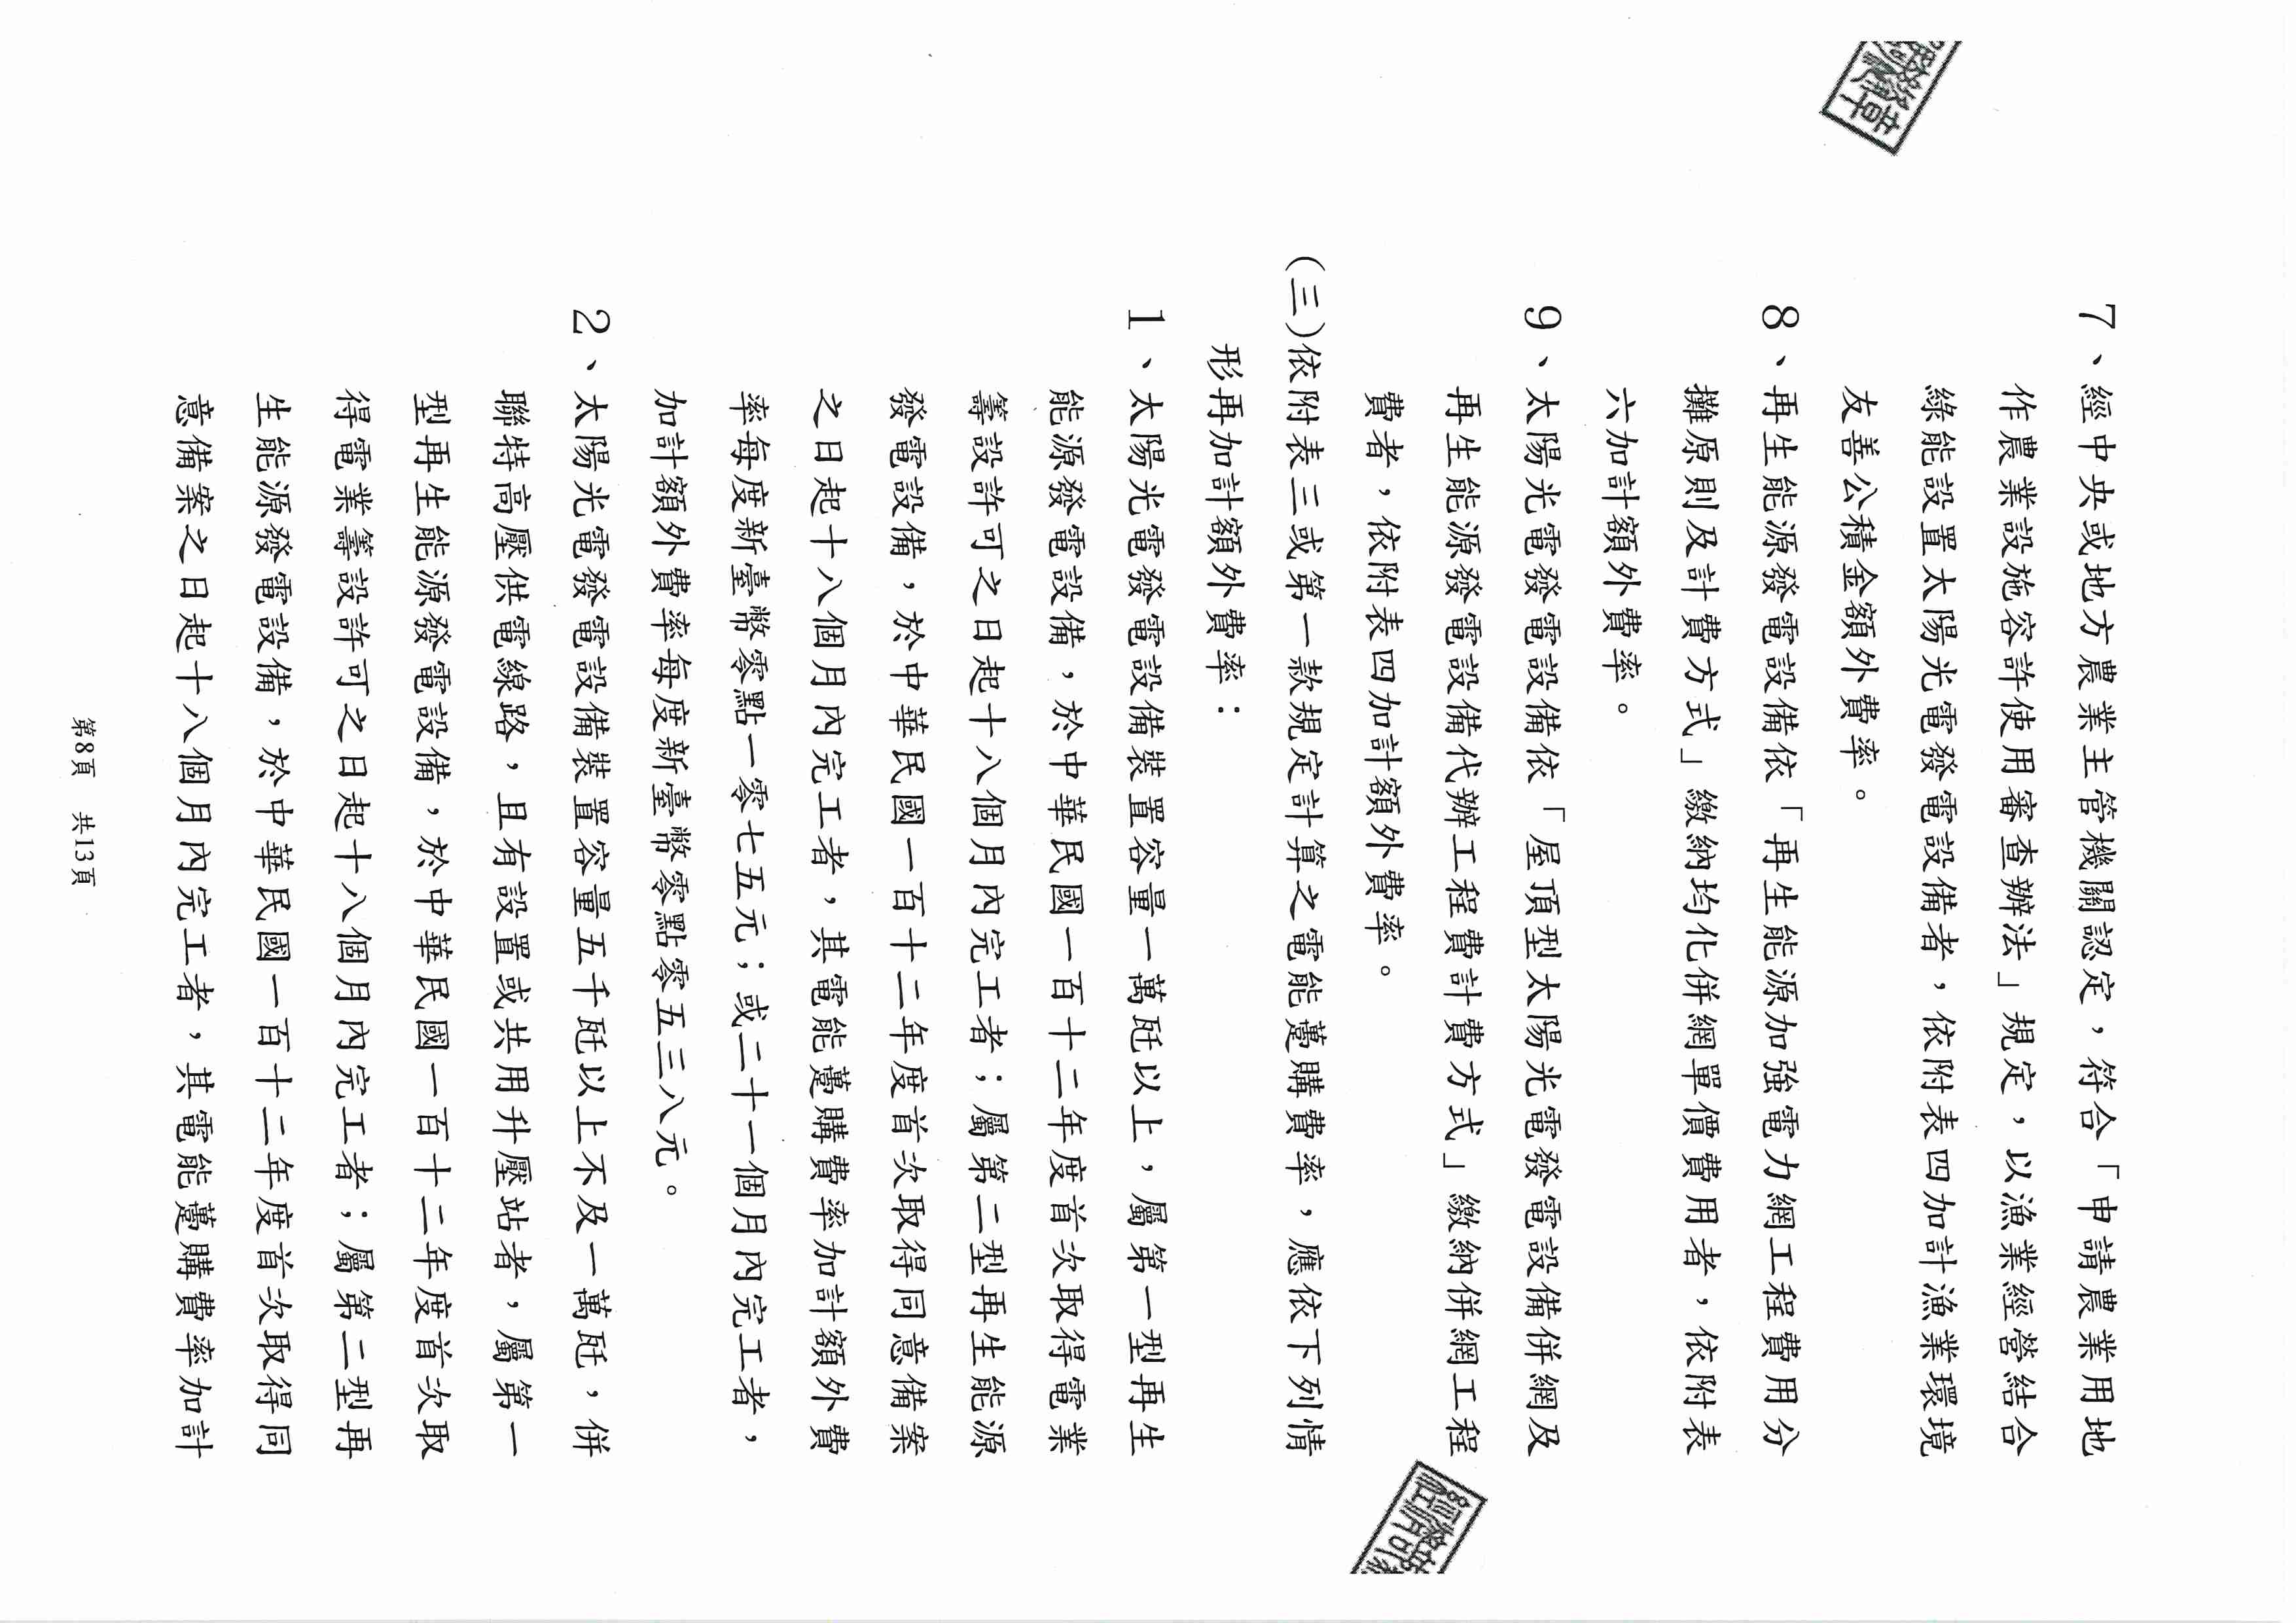 7、經中央或地方農業主管機關認定，符合「申請農業用地
作農業設施容許使用審查辦法」規定，以漁業經營結合
綠能設置太陽光電發電設備者，依附表四加計漁業環境
友善公積金額外費率。
8、再生能源發電設備依「再生能源加強電力網工程費用分
攤原則及計費方式」繳納均化併網單價費用者，依附表
六加計額外費率。
9、太陽光電發電設備依「屋頂型太陽光電發電設備併網及
再生能源發電設備代辦工程費計費方式」繳納併網工程
費者，依附表四加計額外費率。
(三)依附表三或第一款規定計算之電能躉購費率，應依下列情
形再加計額外費率：
1、太陽光電發電設備裝置容量一萬瓩以上，屬第一型再生
能源發電設備，於中華民國一百十二年度首次取得電業
籌設許可之日起十八個月內完工者；屬第二型再生能源
發電設備，於中華民國一百十二年度首次取得同意備案
之日起十八個月內完工者，其電能躉購費率加計額外費
率每度新臺幣零點一零七五元；或二十一個月內完工者，
加計額外費率每度新臺幣零點零五三八元。
2、太陽光電發電設備裝置容量五千瓩以上不及一萬瓩，併
聯特高壓供電線路，且有設置或共用升壓站者，屬第一
型再生能源發電設備，於中華民國一百十二年度首次取
得電業籌設許可之日起十八個月內完工者；屬第二型再
生能源發電設備，於中華民國一百十二年度首次取得同
意備案之日起十八個月內完工者，其電能躉購費率加計
第8頁 共13頁
章
經濟部